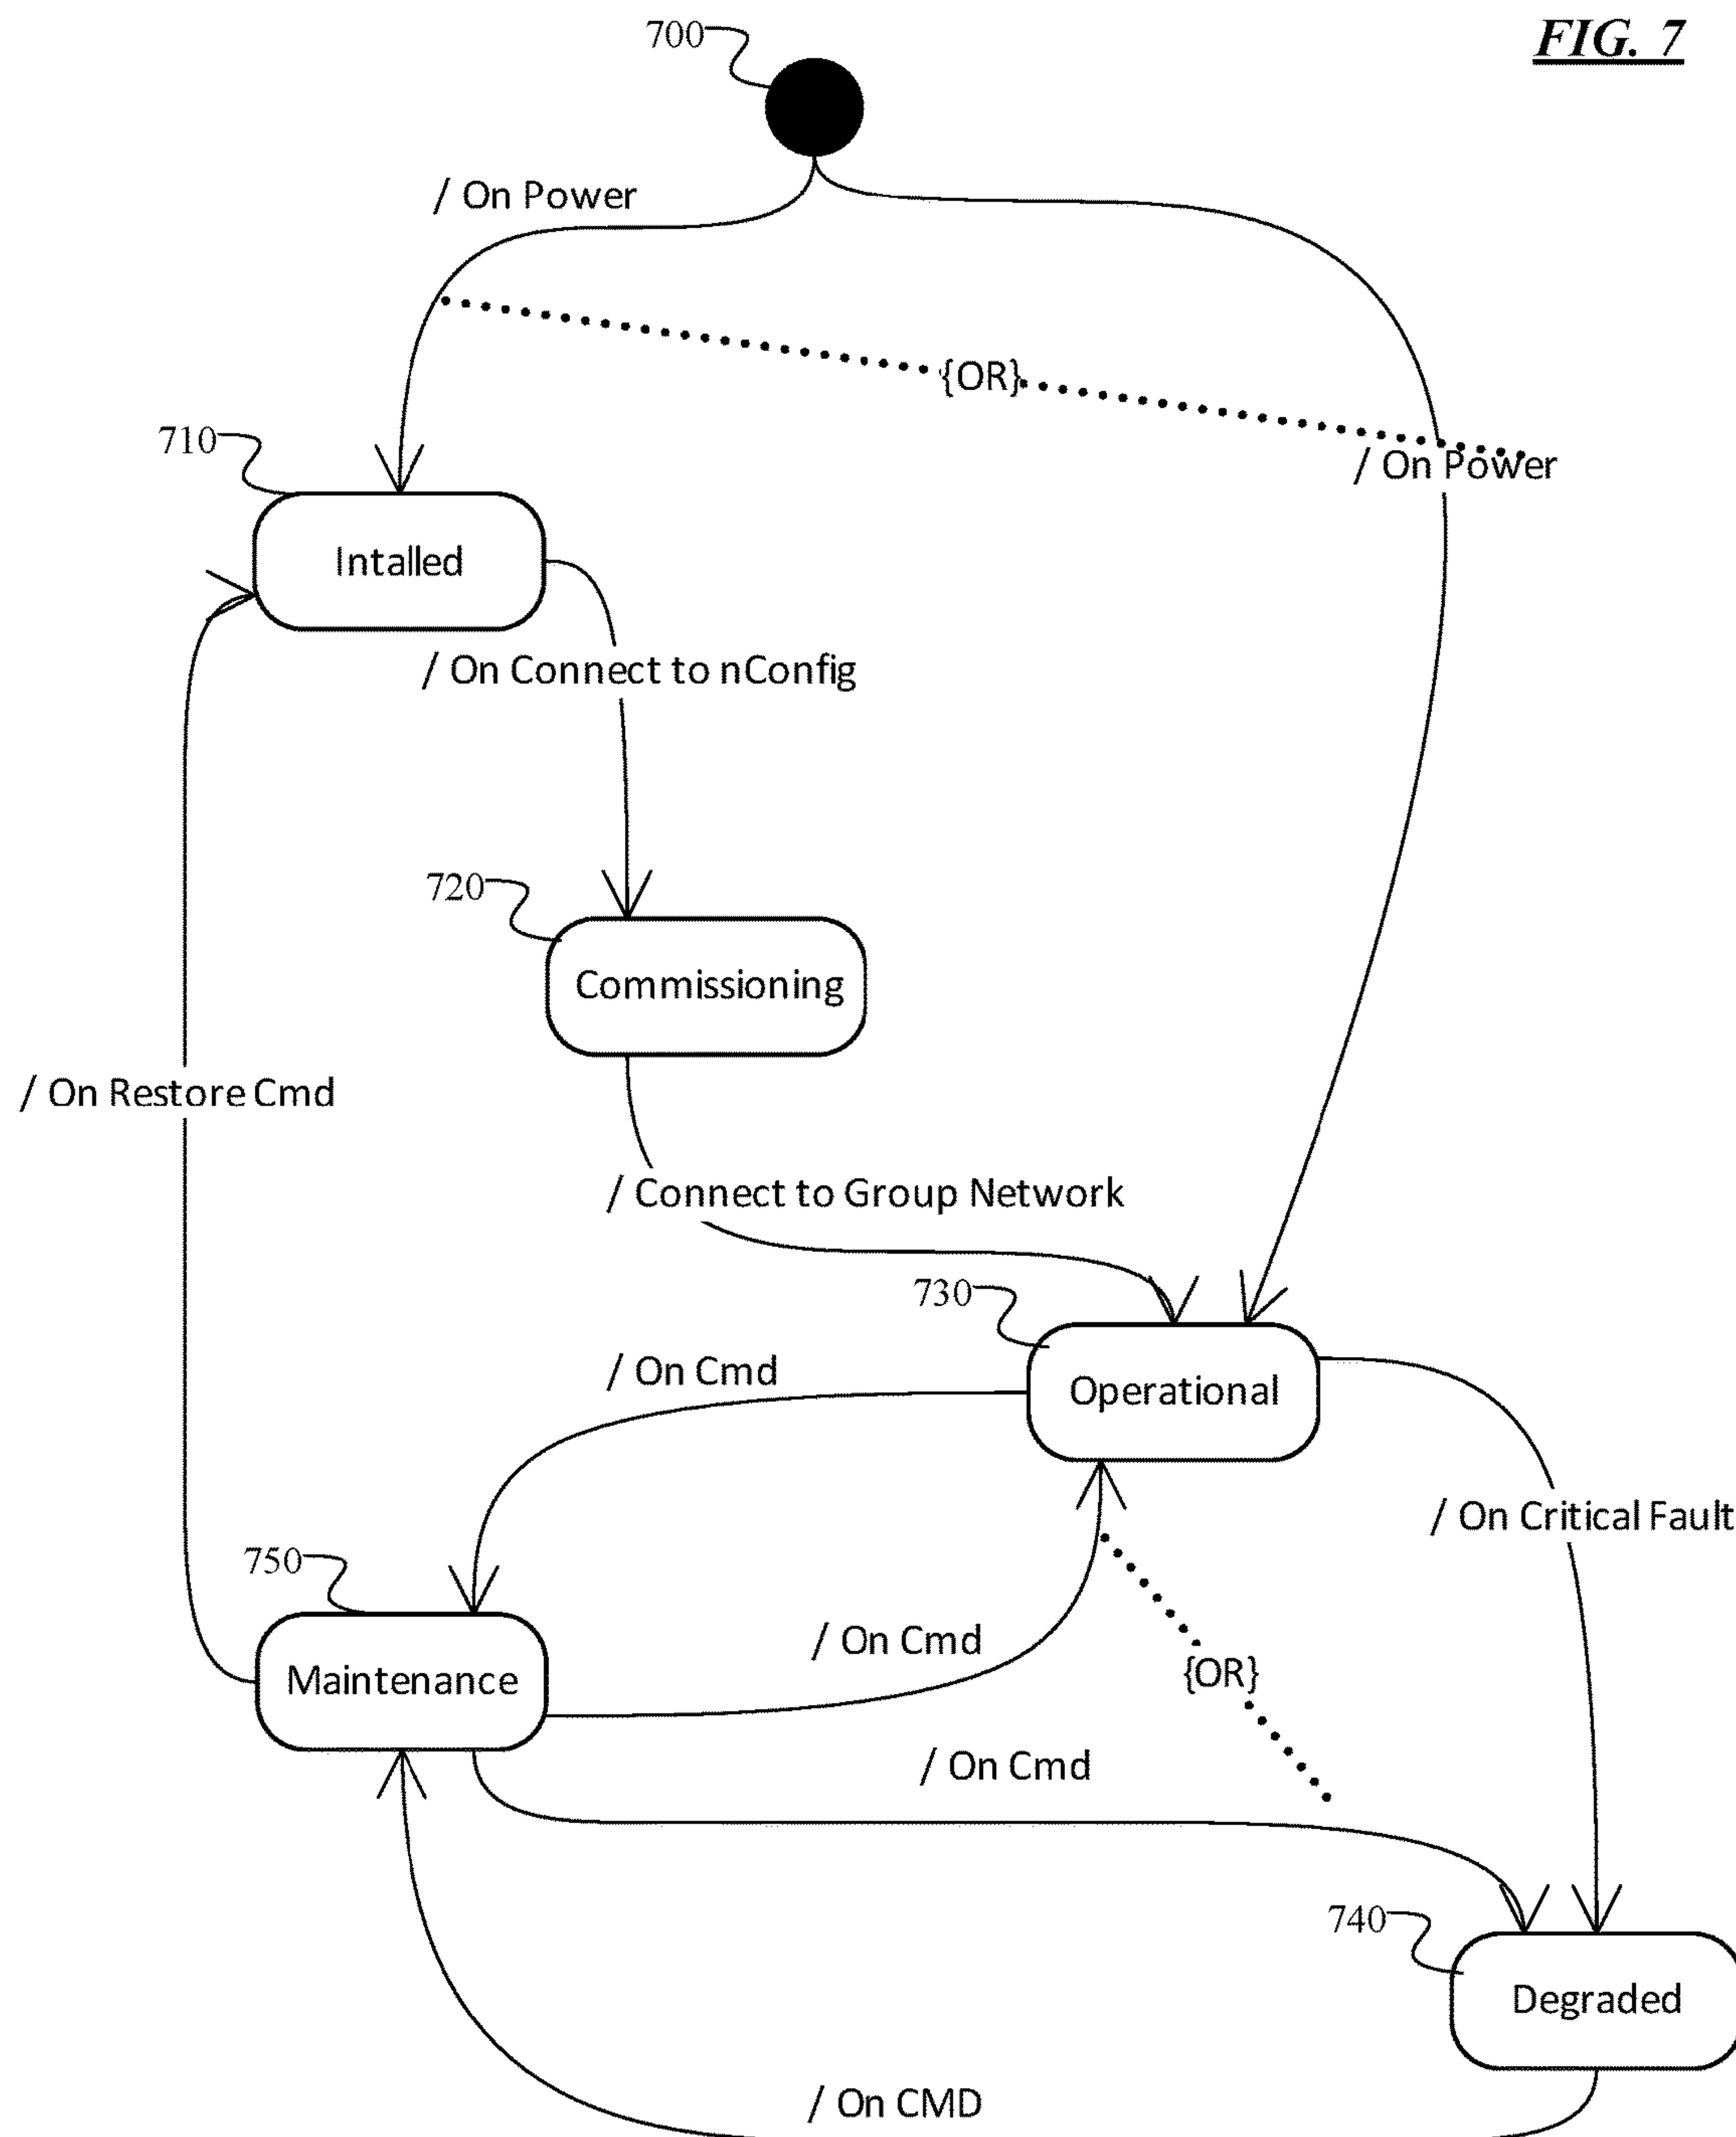 FIG. 7
700
/ On Power
{OR}
/ On Power
710
Intalled
/ On Connect to nConfig
720
Commissioning
/ On Restore Cmd
/ Connect to Group Network
730
Operational
/ On Cmd
/ On Critical Fault
750
Maintenance
/ On Cmd
{OR}
/ On Cmd
740
Degraded
/ On CMD